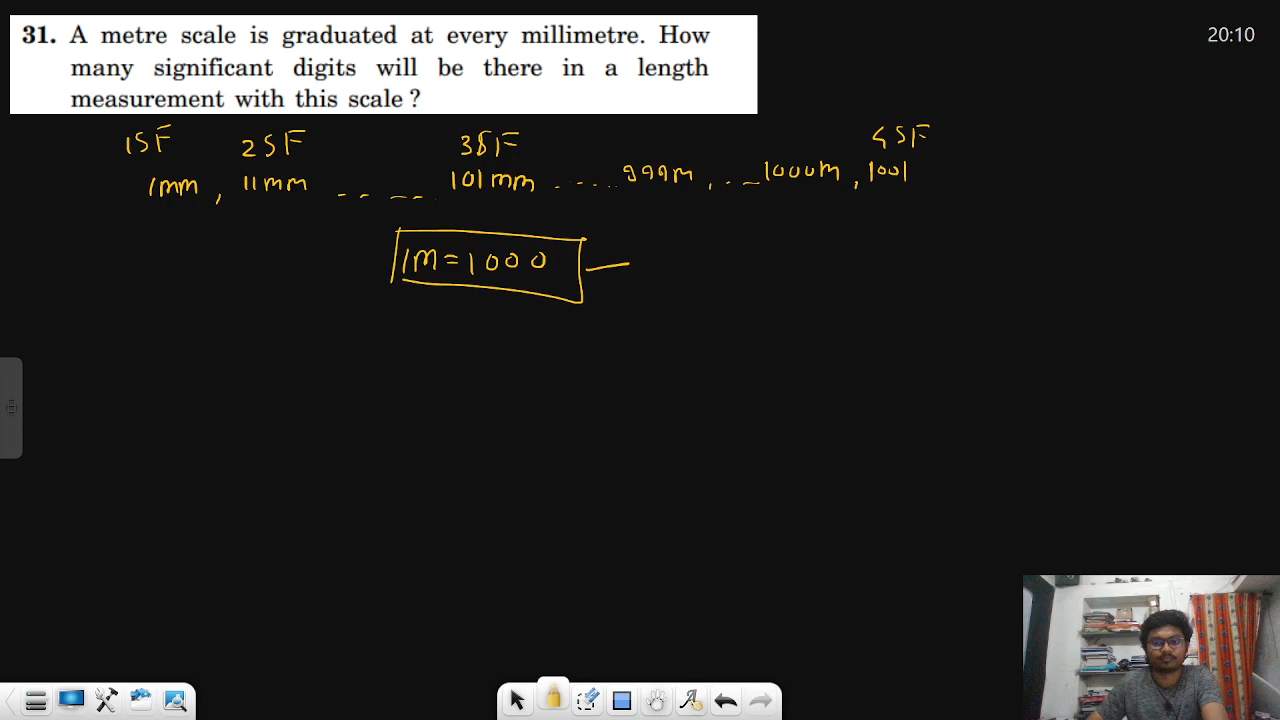 31. A metre scale is graduated at every millimetre. How
many significant digits will be there in a length
measurement with this scale ?
20:10
1SF 2SF 3SF 4SF
1mm, 11mm ----- 101mm ...... 999m, ... 1000m, 1001
1M = 1000